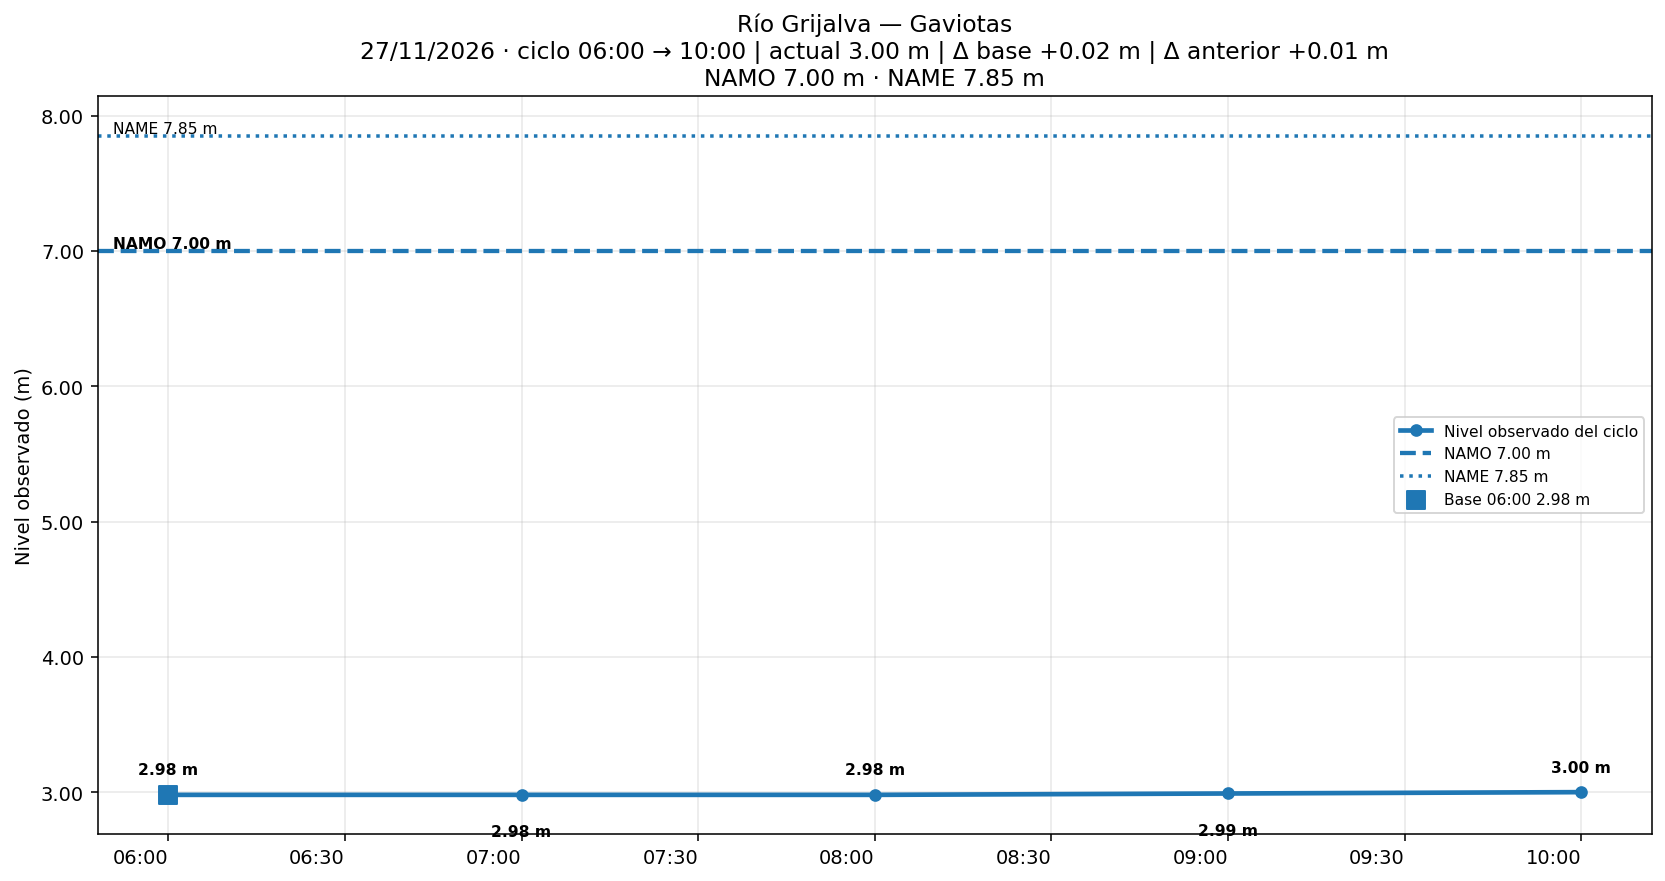 Río Grijalva — Gaviotas
27/11/2026 · ciclo 06:00 → 10:00 | actual 3.00 m | Δ base +0.02 m | Δ anterior +0.01 m
NAMO 7.00 m · NAME 7.85 m
8.00
NAME 7.85 m
NAMO 7.00 m
7.00
6.00
Nivel observado (m)
Nivel observado del ciclo
NAMO 7.00 m
NAME 7.85 m
Base 06:00 2.98 m
5.00
4.00
3.00
2.98 m
2.98 m
2.98 m
2.99 m
3.00 m
06:00
06:30
07:00
07:30
08:00
08:30
09:00
09:30
10:00